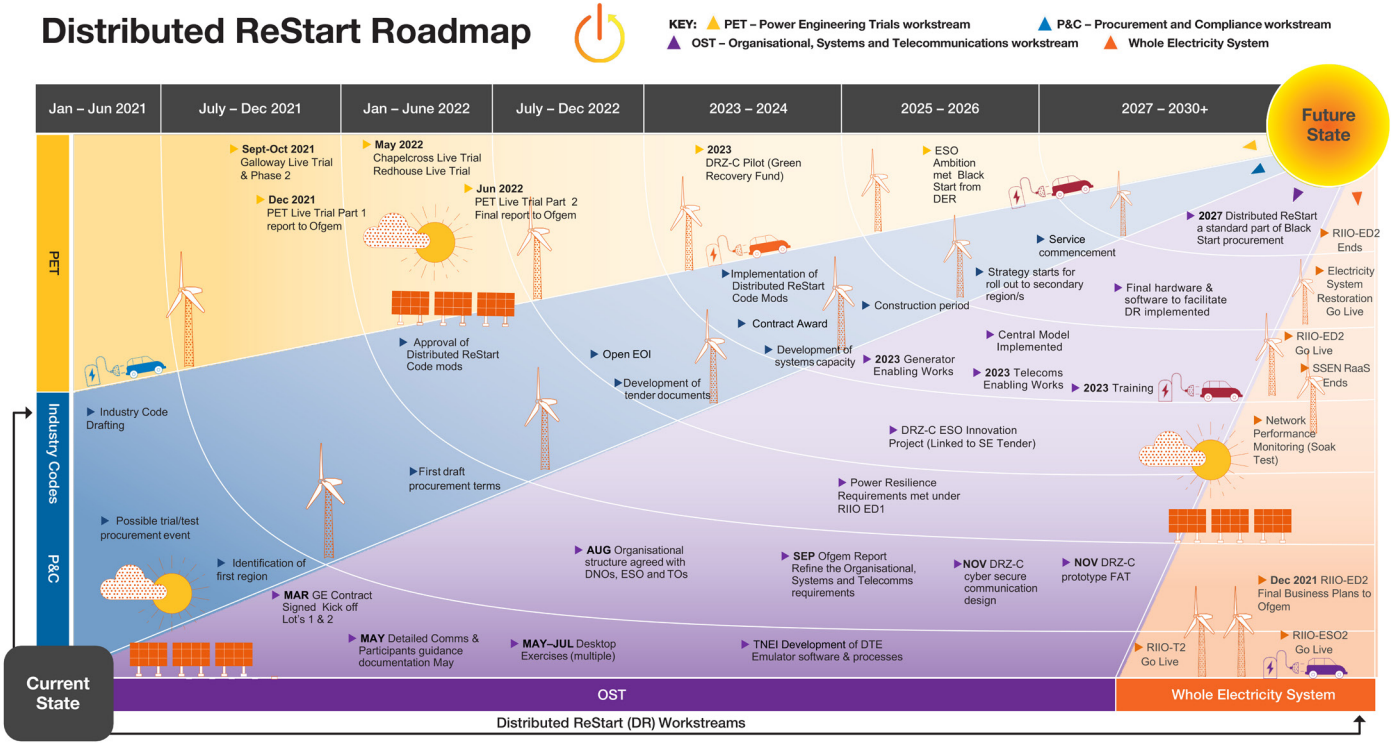 Distributed ReStart Roadmap
KEY:
PET – Power Engineering Trials workstream
P&C – Procurement and Compliance workstream
OST – Organisational, Systems and Telecommunications workstream
Whole Electricity System
Jan – Jun 2021
July – Dec 2021
Jan – June 2022
July – Dec 2022
2023 – 2024
2025 – 2026
2027 – 2030+
Future
State
PET
Sept-Oct 2021
Galloway Live Trial
& Phase 2
Dec 2021
PET Live Trial Part 1
report to Ofgem
May 2022
Chapelcross Live Trial
Redhouse Live Trial
Jun 2022
PET Live Trial Part 2
Final report to Ofgem
2023
DRZ-C Pilot (Green
Recovery Fund)
ESO
Ambition
met Black
Start from
DER
Industry Codes
P&C
Industry Code
Drafting
Possible trial/test
procurement event
Identification of
first region
Approval of
Distributed ReStart
Code mods
First draft
procurement terms
Open EOI
Development of
tender documents
Implementation of
Distributed ReStart
Code Mods
Contract Award
Development of
systems capacity
Construction period
Strategy starts for
roll out to secondary
region/s
Service
commencement
MAR GE Contract
Signed Kick off
Lot's 1 & 2
MAY Detailed Comms &
Participants guidance
documentation May
MAY–JUL Desktop
Exercises (multiple)
AUG Organisational
structure agreed with
DNOs, ESO and TOs
TNEI Development of DTE
Emulator software & processes
SEP Ofgem Report
Refine the Organisational,
Systems and Telecomms
requirements
Power Resilience
Requirements met under
RIIO ED1
NOV DRZ-C
cyber secure
communication
design
NOV DRZ-C
prototype FAT
DRZ-C ESO Innovation
Project (Linked to SE Tender)
2023 Generator
Enabling Works
2023 Telecoms
Enabling Works
2023 Training
Central Model
Implemented
Final hardware &
software to facilitate
DR implemented
2027 Distributed ReStart
a standard part of Black
Start procurement
RIIO-ED2
Ends
Electricity
System
Restoration
Go Live
RIIO-ED2
Go Live
SSEN RaaS
Ends
Network
Performance
Monitoring (Soak
Test)
Dec 2021 RIIO-ED2
Final Business Plans to
Ofgem
RIIO-ESO2
Go Live
RIIO-T2
Go Live
Current
State
OST
Whole Electricity System
Distributed ReStart (DR) Workstreams